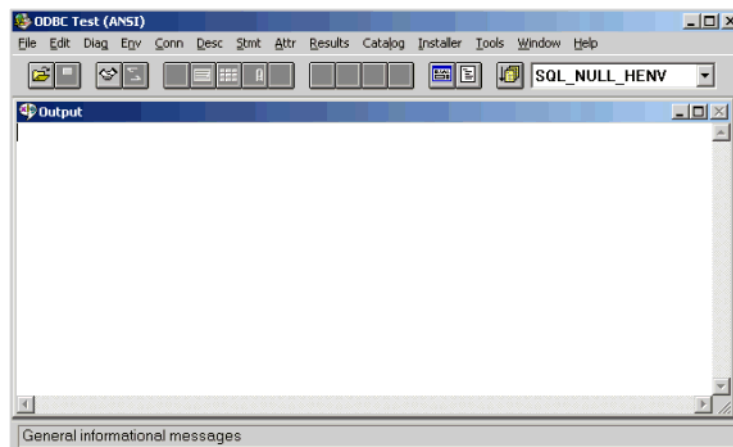 ODBC Test (ANSI)
File Edit Diag Env Conn Desc Stmt Attr Results Catalog Installer Tools Window Help
SQL_NULL_HENV
Output
General informational messages